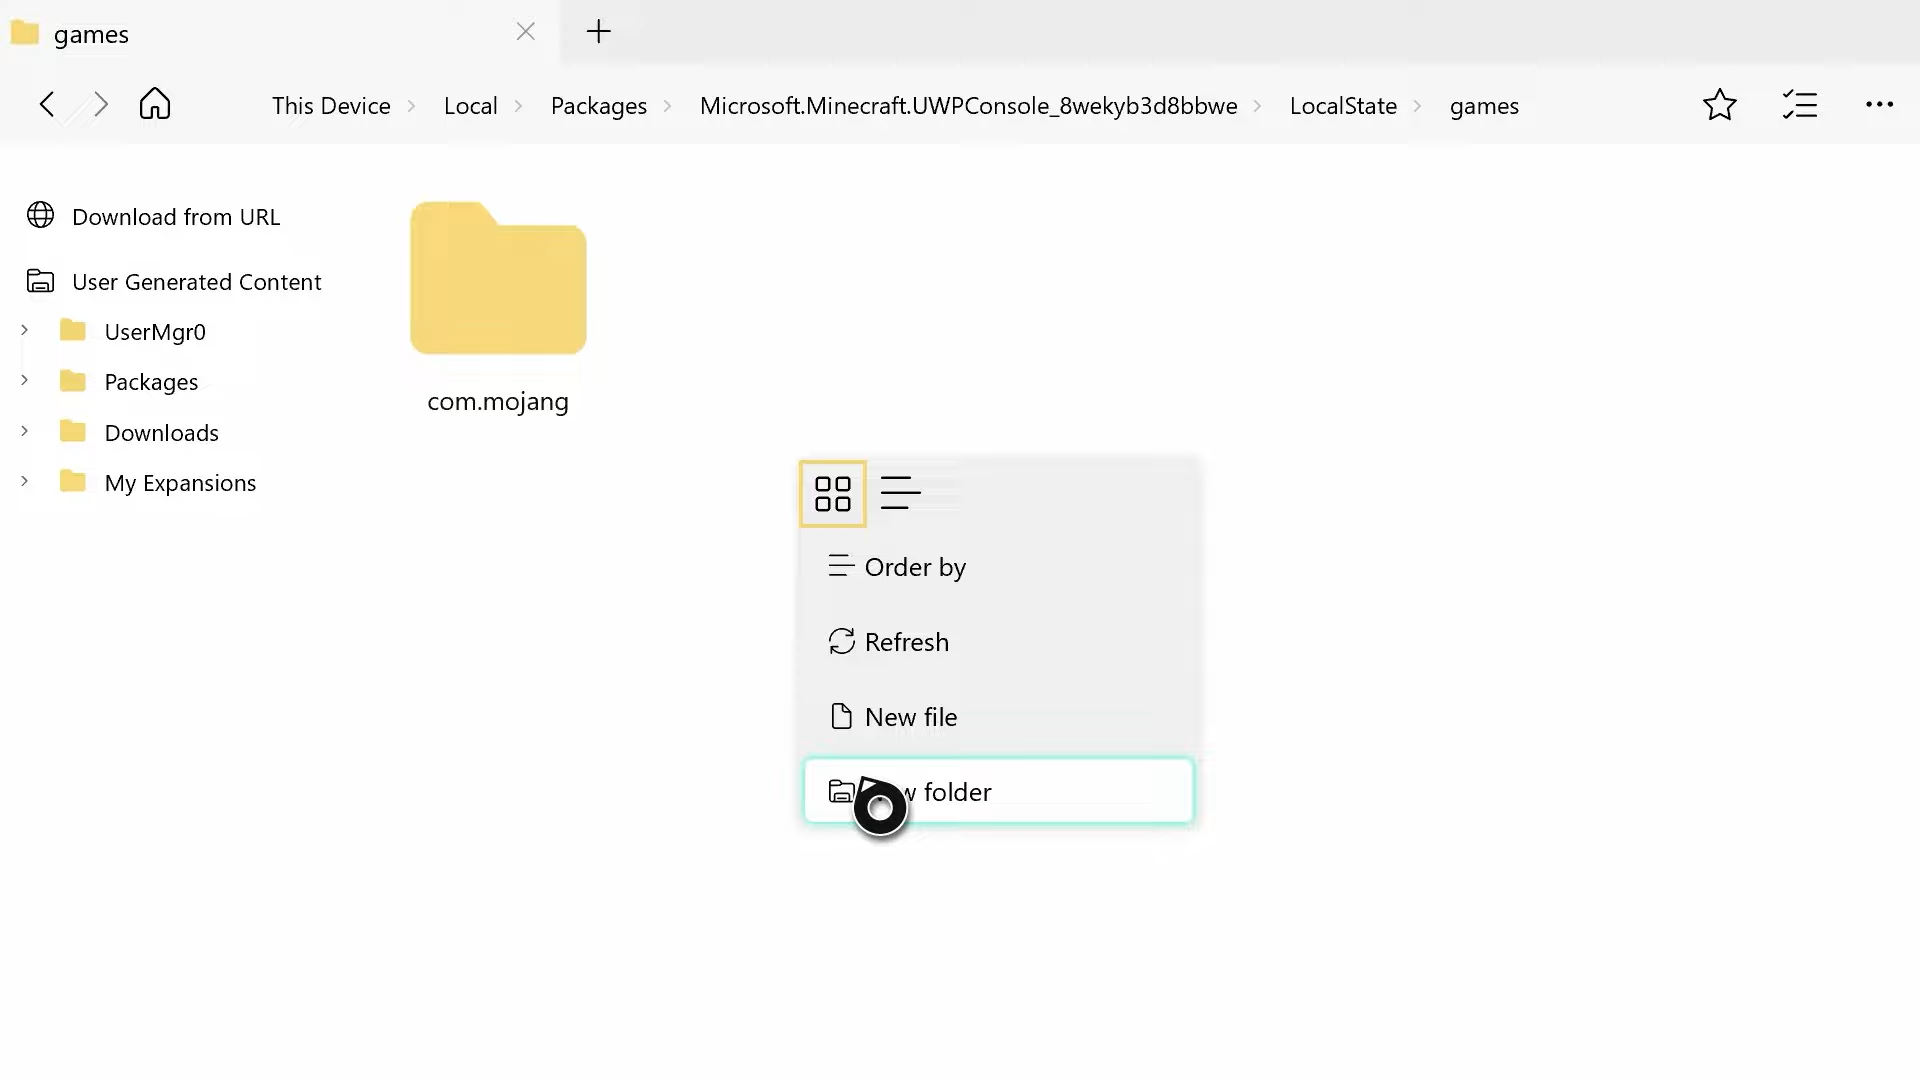 games
This Device
Local
Packages
Microsoft.Minecraft.UWPConsole_8wekyb3d8bbwe
LocalState
games
Download from URL
User Generated Content
UserMgr0
Packages
Downloads
My Expansions
com.mojang
Order by
Refresh
New file
folder